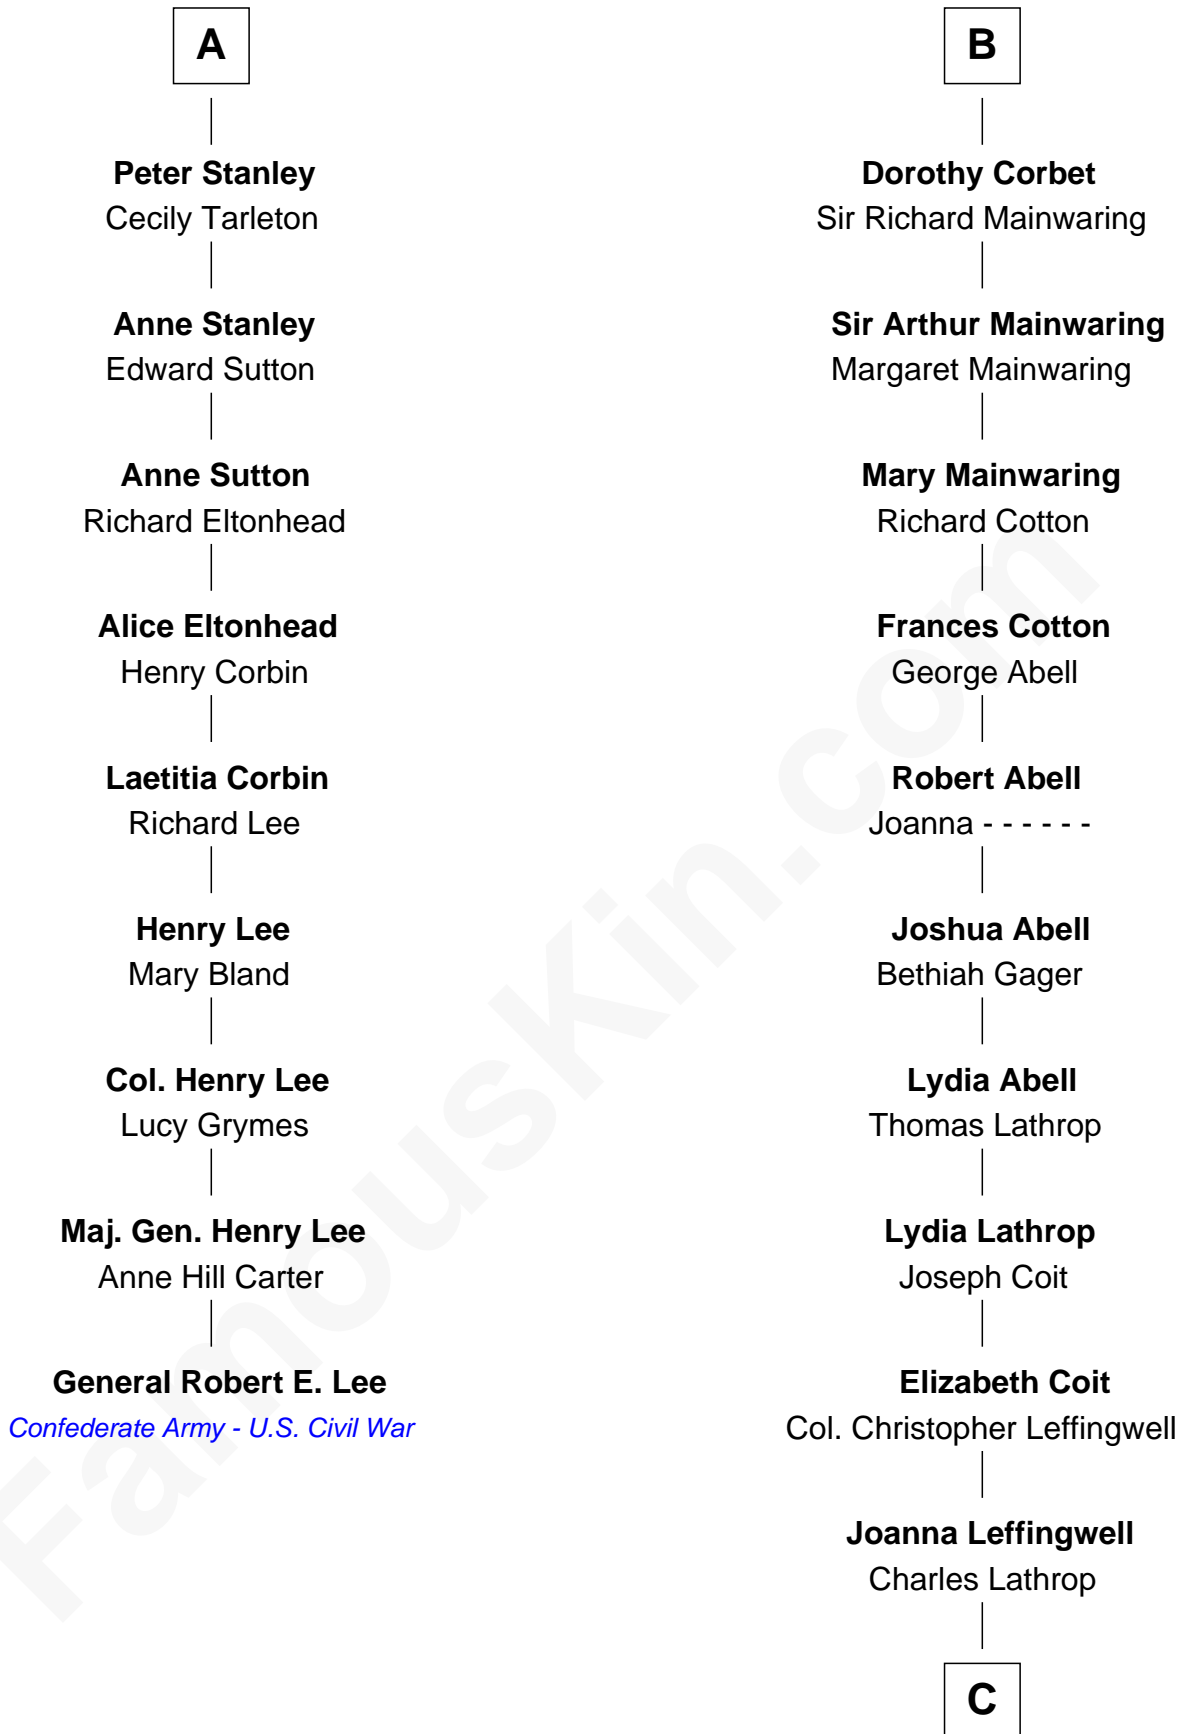 A
Peter Stanley
Cecily Tarleton
Anne Stanley
Edward Sutton
Anne Sutton
Richard Eltonhead
Alice Eltonhead
Henry Corbin
Laetitia Corbin
Richard Lee
Henry Lee
Mary Bland
Col. Henry Lee
Lucy Grymes
Maj. Gen. Henry Lee
Anne Hill Carter
General Robert E. Lee
Confederate Army - U.S. Civil War
B
Dorothy Corbet
Sir Richard Mainwaring
Sir Arthur Mainwaring
Margaret Mainwaring
Mary Mainwaring
Richard Cotton
Frances Cotton
George Abell
Robert Abell
Joanna - - - - - -
Joshua Abell
Bethiah Gager
Lydia Abell
Thomas Lathrop
Lydia Lathrop
Joseph Coit
Elizabeth Coit
Col. Christopher Leffingwell
Joanna Leffingwell
Charles Lathrop
C
FamousKin.com